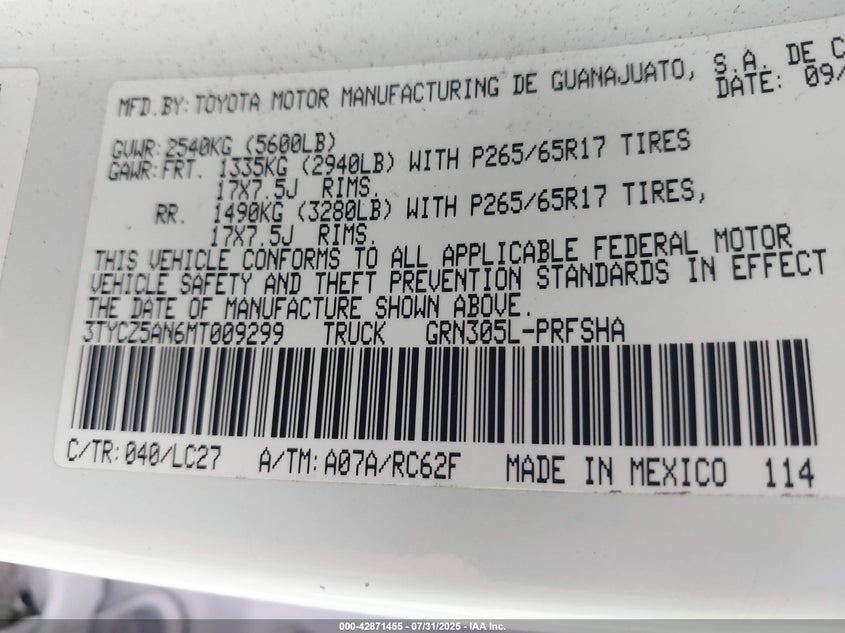 MFD.BY: TOYOTA MOTOR MANUFACTURING DE GUANAJUATO, S.A. DE C
DATE: 09/
GVWR: 2540KG (5600LB)
GAWR: FRT. 1335KG (2940LB) WITH P265/65R17 TIRES
17X7.5J RIMS.
RR. 1490KG (3280LB) WITH P265/65R17 TIRES,
17X7.5J RIMS.
THIS VEHICLE CONFORMS TO ALL APPLICABLE FEDERAL MOTOR
VEHICLE SAFETY AND THEFT PREVENTION STANDARDS IN EFFECT
THE DATE OF MANUFACTURE SHOWN ABOVE.
3TYCZ5AN6MT009299 TRUCK GRN305L-PRFSHA
C/TR: 040/LC27 A/TM: A07A/RC62F MADE IN MEXICO 114
000-42871455 - 07/31/2025 - IAA Inc.